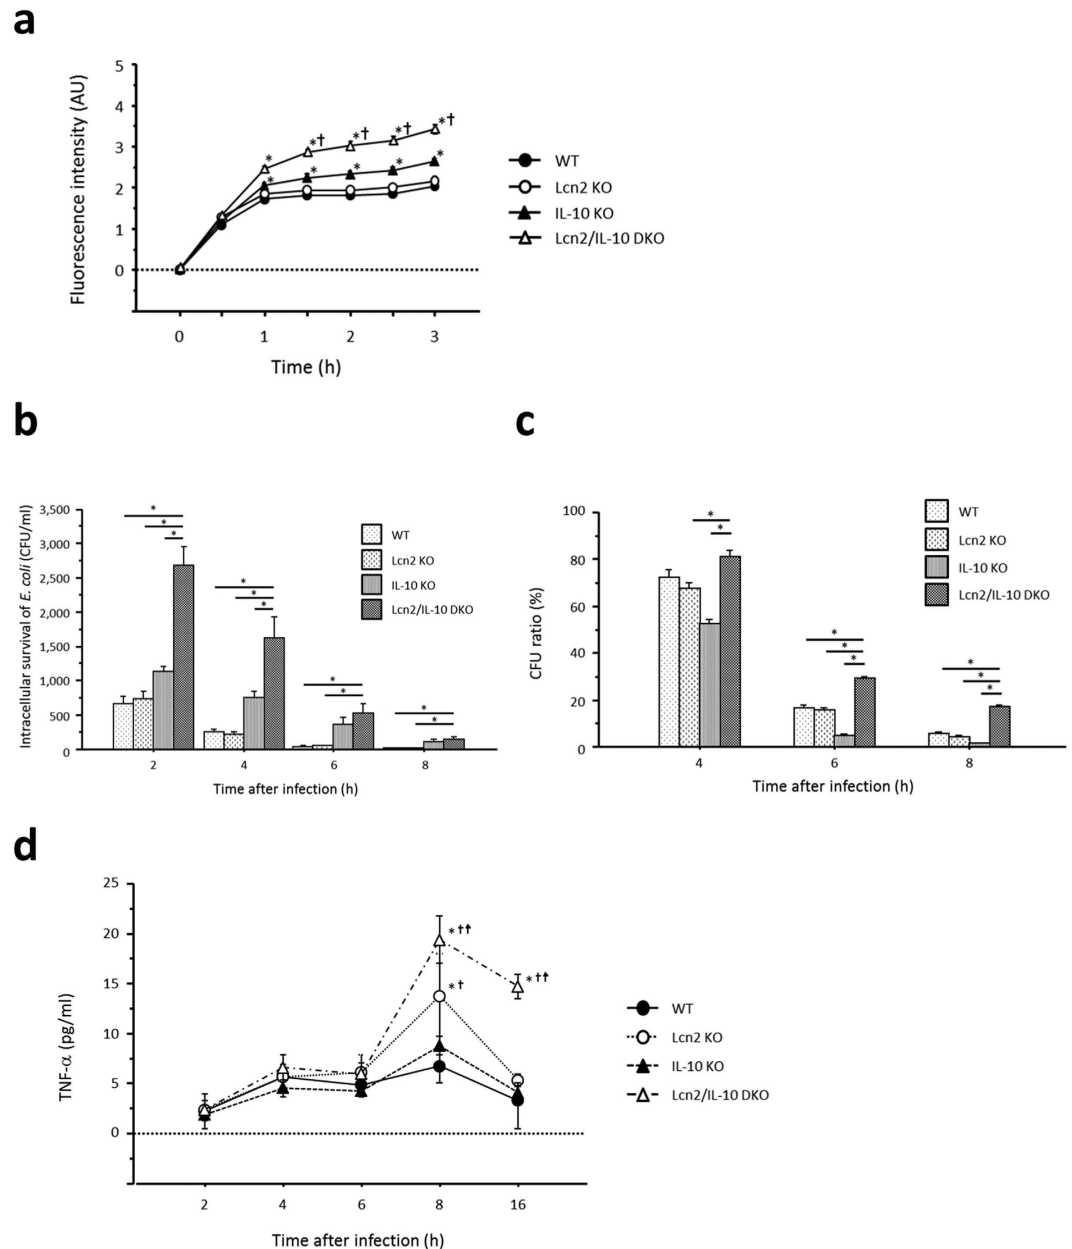 a
5
4
3
2
1
0
Fluorescence intensity (AU)
*
*†
*†
*†
*†
*
*
*
*
*
0
1
2
3
Time (h)
WT
Lcn2 KO
IL-10 KO
Lcn2/IL-10 DKO
b
3,500
3,000
2,500
2,000
1,500
1,000
500
0
Intracellular survival of E. coli (CFU/ml)
*
*
*
*
*
*
*
*
*
*
2
4
6
8
Time after infection (h)
WT
Lcn2 KO
IL-10 KO
Lcn2/IL-10 DKO
c
100
80
60
40
20
0
CFU ratio (%)
*
*
*
*
*
*
*
*
4
6
8
Time after infection (h)
WT
Lcn2 KO
IL-10 KO
Lcn2/IL-10 DKO
d
25
20
15
10
5
0
TNF-α (pg/ml)
*†
2
4
6
8
16
Time after infection (h)
WT
Lcn2 KO
IL-10 KO
Lcn2/IL-10 DKO